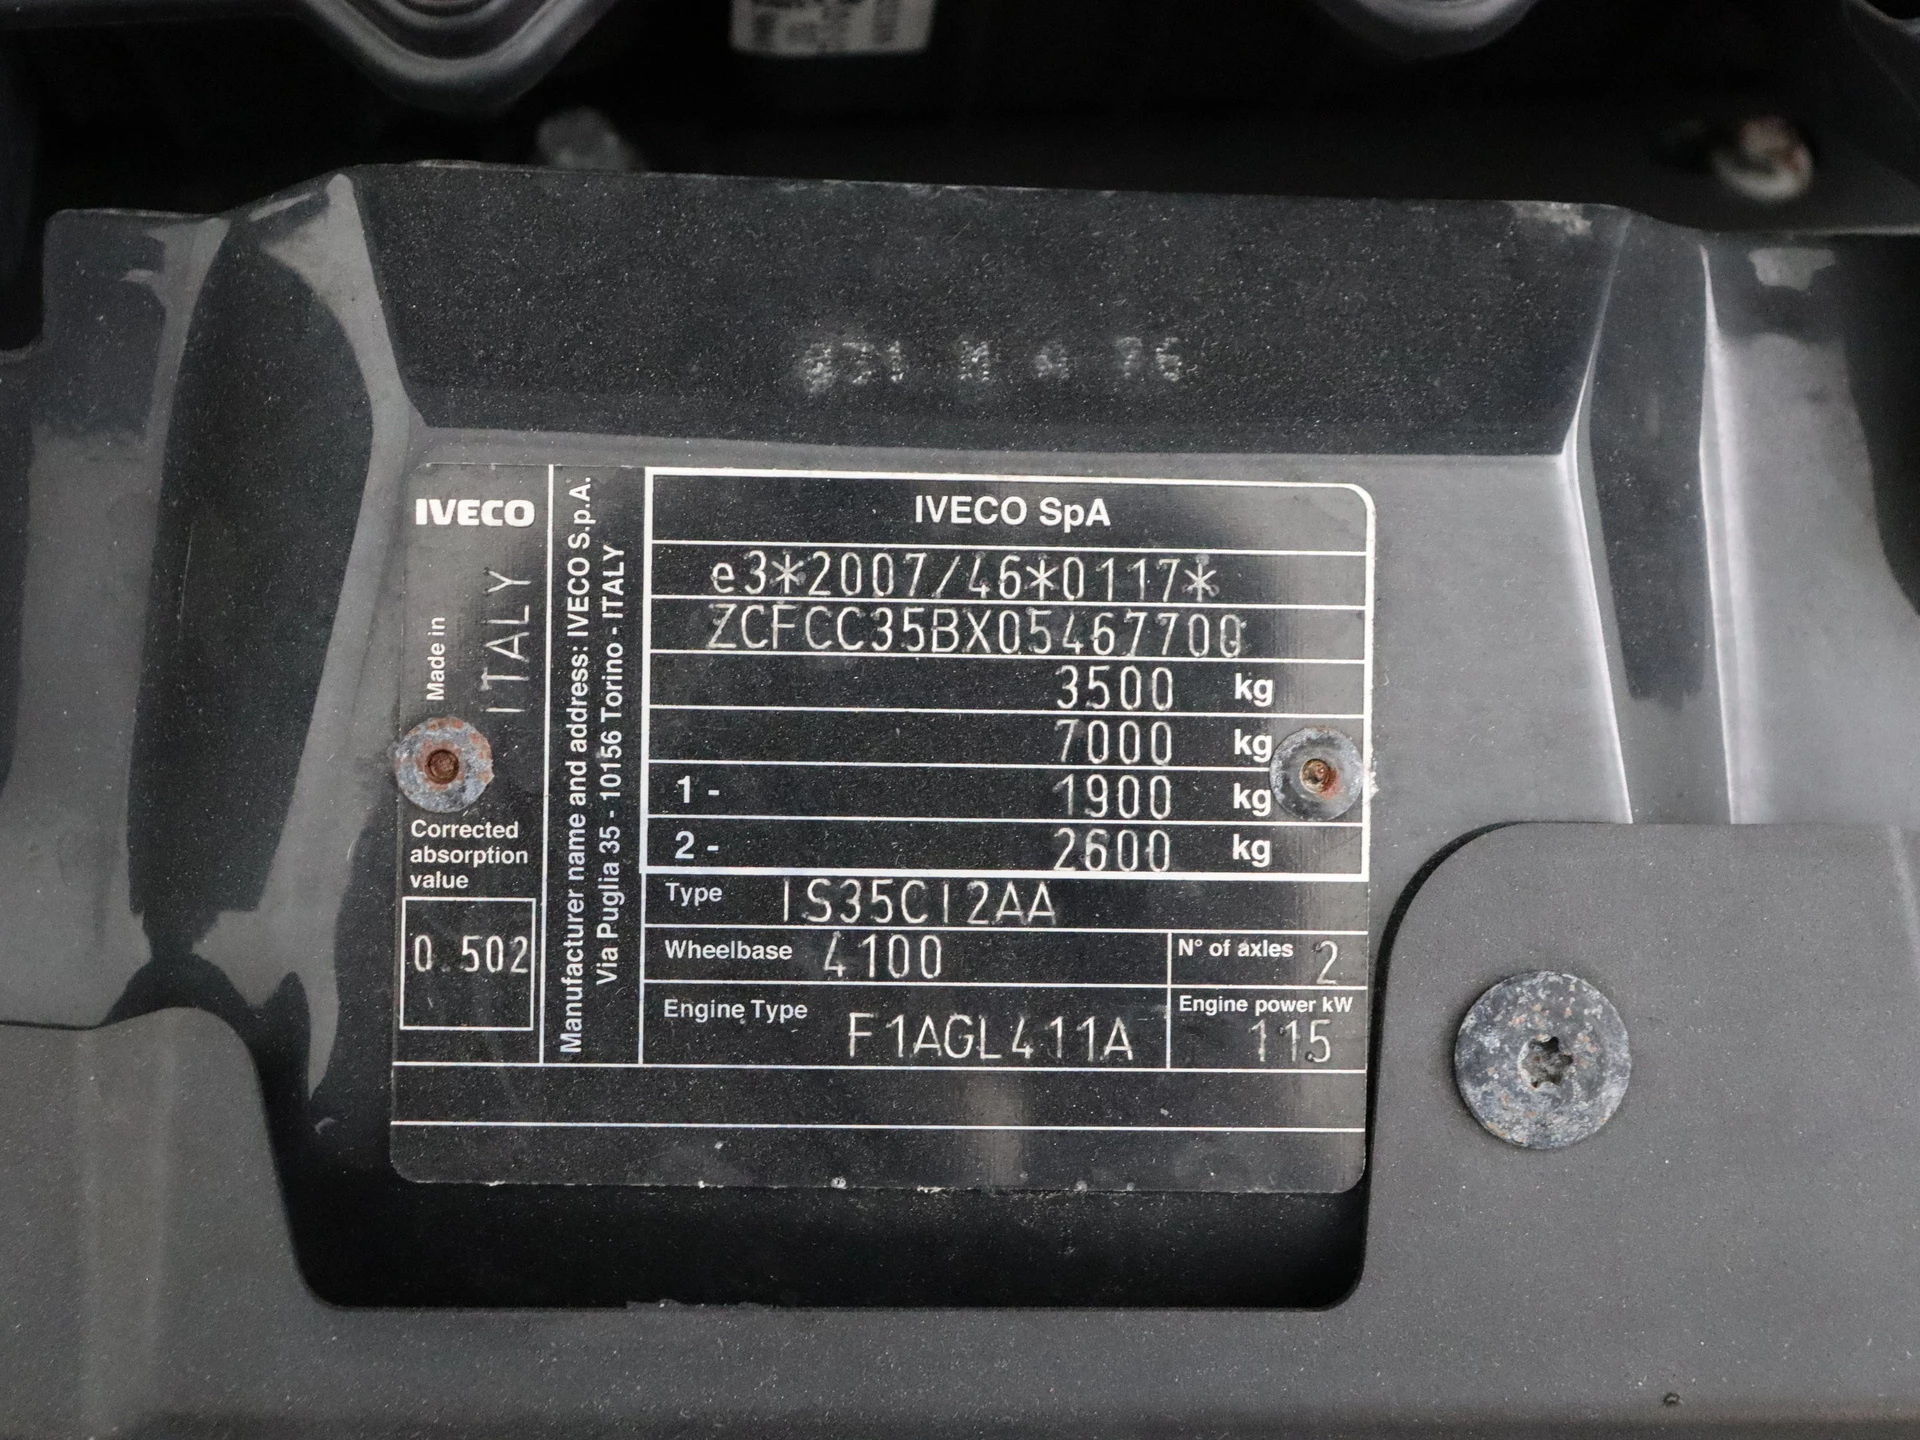 IVECO
Made in ITALY
Corrected
absorption
value
0.502
Manufacturer name and address: IVECO S.p.A.
Via Puglia 35 - 10156 Torino - ITALY
IVECO SpA
e3*2007/46*0117*
ZCFCC35BX05467700
3500 kg
7000 kg
1 - 1900 kg
2 - 2600 kg
Type IS35CI2AA
Wheelbase 4100
N° of axles 2
Engine Type F1AGL411A
Engine power kW 115